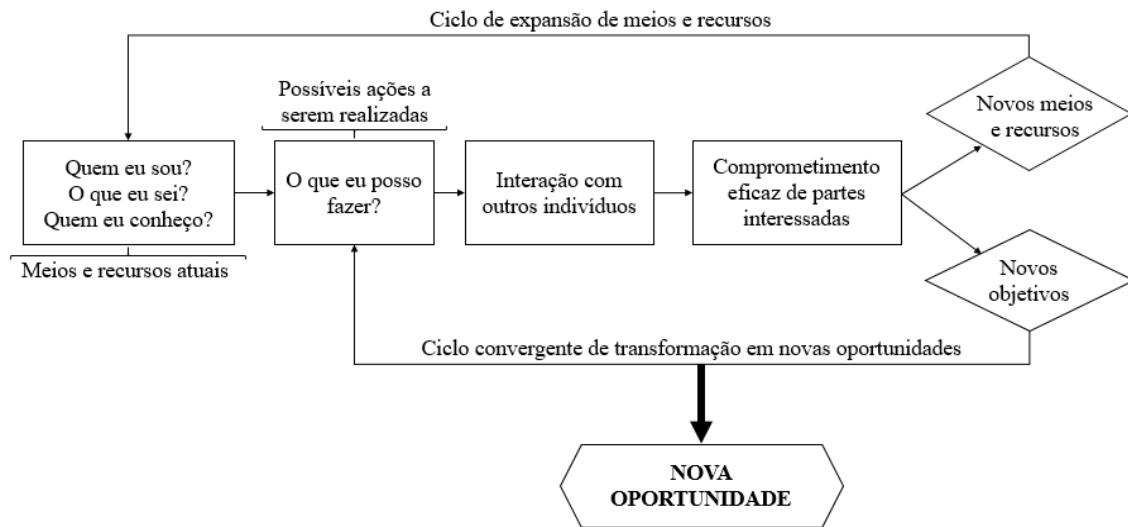 Ciclo de expansão de meios e recursos
Possíveis ações a
serem realizadas
Novos meios
e recursos
Quem eu sou?
O que eu sei?
Quem eu conheço?
O que eu posso
fazer?
Interação com
outros indivíduos
Comprometimento
eficaz de partes
interessadas
Meios e recursos atuais
Novos
objetivos
Ciclo convergente de transformação em novas oportunidades
NOVA
OPORTUNIDADE